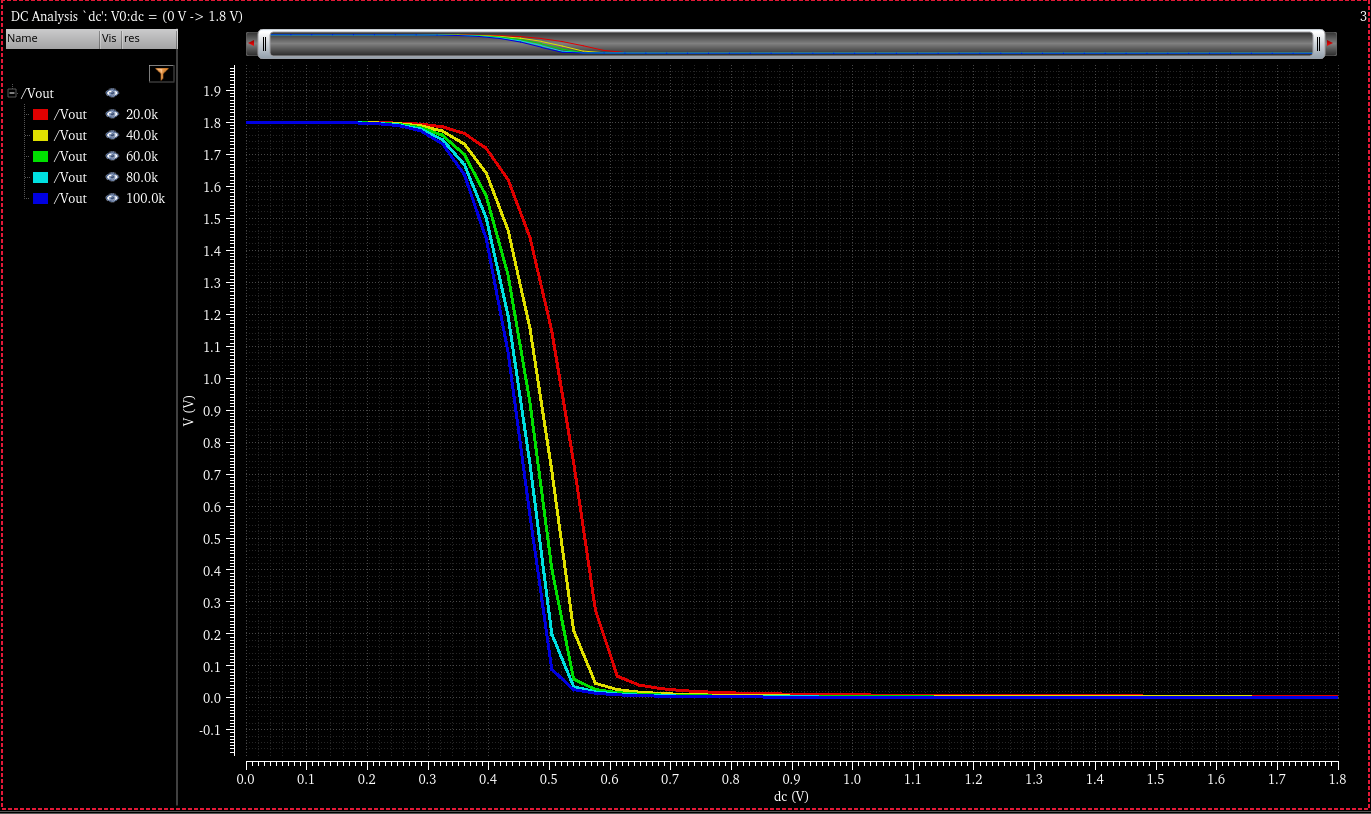 DC Analysis `dc': V0:dc = (0 V -> 1.8 V)
3
Name Vis res
/Vout
/Vout 20.0k
/Vout 40.0k
/Vout 60.0k
/Vout 80.0k
/Vout 100.0k
1.9
1.8
1.7
1.6
1.5
1.4
1.3
1.2
1.1
1.0
0.9
0.8
0.7
0.6
0.5
0.4
0.3
0.2
0.1
0.0
-0.1
V (V)
0.0 0.1 0.2 0.3 0.4 0.5 0.6 0.7 0.8 0.9 1.0 1.1 1.2 1.3 1.4 1.5 1.6 1.7 1.8
dc (V)